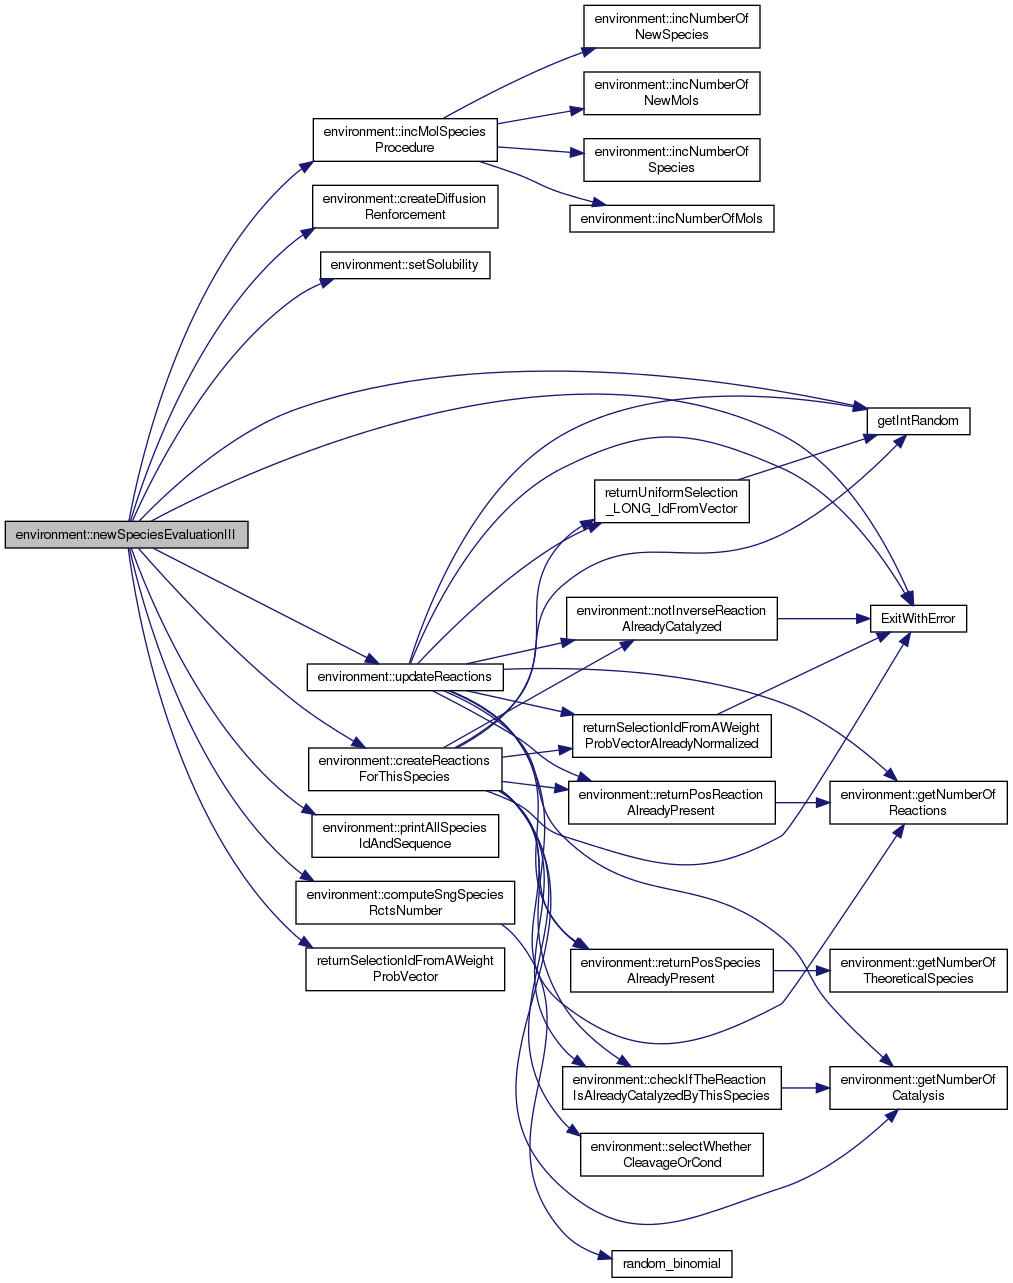 environment::incNumberOf
NewSpecies
environment::incNumberOf
NewMols
environment::incMolSpecies
Procedure
environment::incNumberOf
Species
environment::createDiffusion
Renforcement
environment::incNumberOfMols
environment::setSolubility
getIntRandom
returnUniformSelection
_LONG_IdFromVector
environment::newSpeciesEvaluationIII
environment::notInverseReaction
AlreadyCatalyzed
ExitWithError
environment::updateReactions
returnSelectionIdFromAWeight
ProbVectorAlreadyNormalized
environment::createReactions
ForThisSpecies
environment::returnPosReaction
AlreadyPresent
environment::getNumberOf
Reactions
environment::printAllSpecies
IdAndSequence
environment::computeSngSpecies
RctsNumber
returnSelectionIdFromAWeight
ProbVector
environment::returnPosSpecies
AlreadyPresent
environment::getNumberOf
TheoreticalSpecies
environment::checkIfTheReaction
IsAlreadyCatalyzedByThisSpecies
environment::getNumberOf
Catalysis
environment::selectWhether
CleavageOrCond
random_binomial